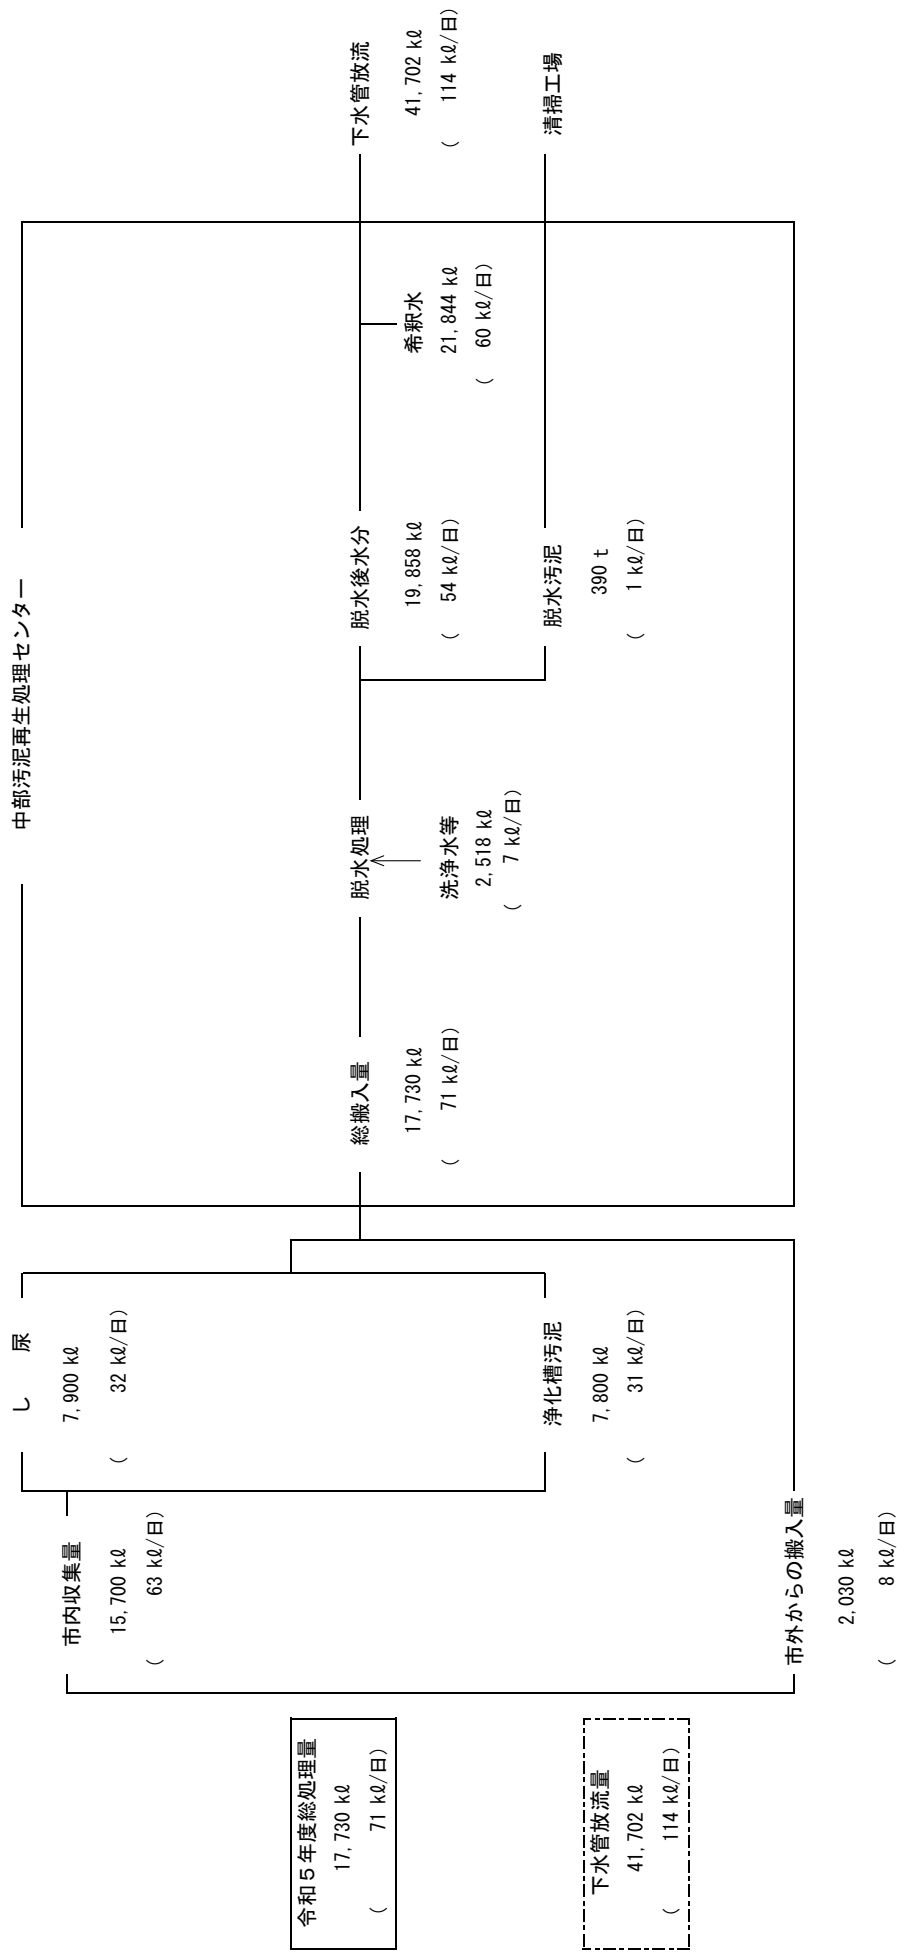 令和５年度総処理量
17,730 kℓ
( 71 kℓ/日)
下水管放流量
41,702 kℓ
( 114 kℓ/日)
市内収集量
15,700 kℓ
( 63 kℓ/日)
市外からの搬入量
2,030 kℓ
( 8 kℓ/日)
し 尿
7,900 kℓ
( 32 kℓ/日)
浄化槽汚泥
7,800 kℓ
( 31 kℓ/日)
中部汚泥再生処理センター
総搬入量
17,730 kℓ
( 71 kℓ/日)
脱水処理
洗浄水等
2,518 kℓ
( 7 kℓ/日)
脱水後水分
19,858 kℓ
( 54 kℓ/日)
脱水汚泥
390 t
( 1 kℓ/日)
希釈水
21,844 kℓ
( 60 kℓ/日)
下水管放流
41,702 kℓ
( 114 kℓ/日)
清掃工場